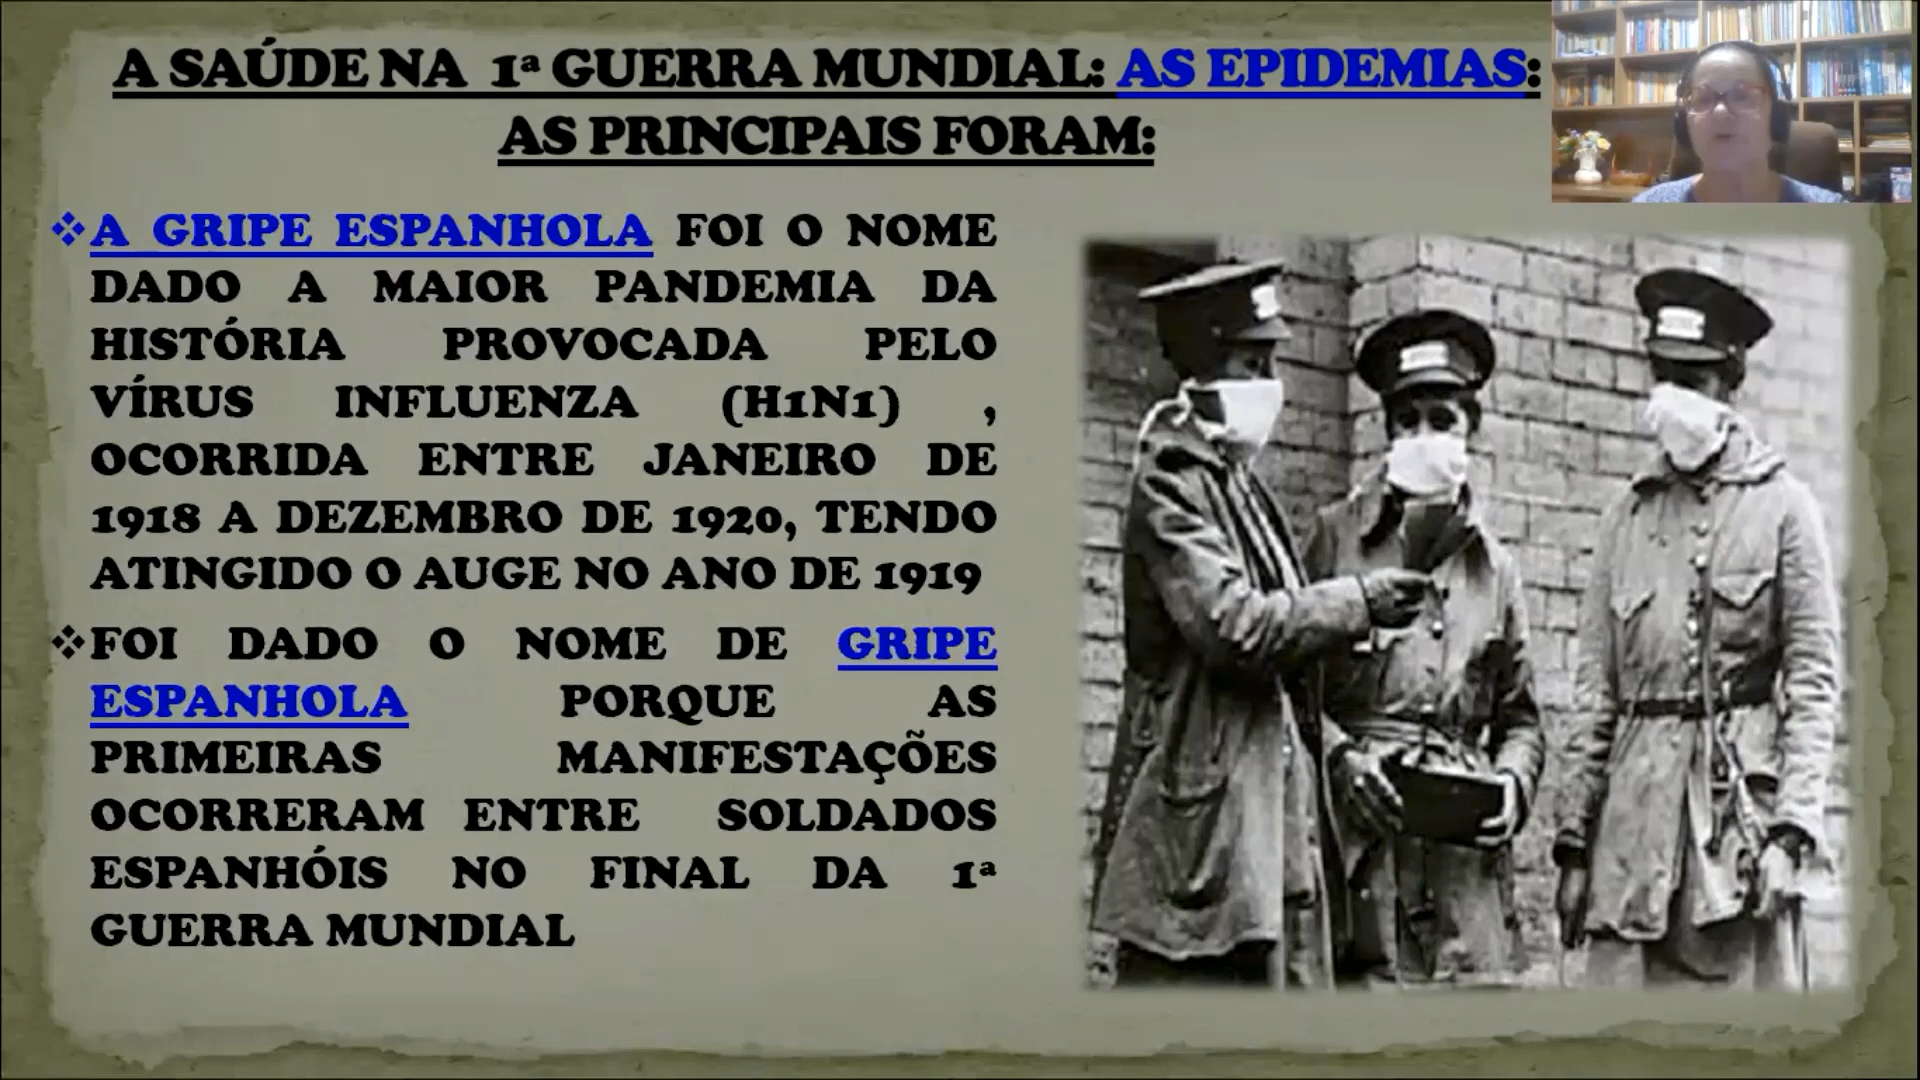 A SAÚDE NA 1ª GUERRA MUNDIAL: AS EPIDEMIAS:
AS PRINCIPAIS FORAM:
❖A GRIPE ESPANHOLA FOI O NOME
DADO A MAIOR PANDEMIA DA
HISTÓRIA PROVOCADA PELO
VÍRUS INFLUENZA (H1N1) ,
OCORRIDA ENTRE JANEIRO DE
1918 A DEZEMBRO DE 1920, TENDO
ATINGIDO O AUGE NO ANO DE 1919
❖FOI DADO O NOME DE GRIPE
ESPANHOLA PORQUE AS
PRIMEIRAS MANIFESTAÇÕES
OCORRERAM ENTRE SOLDADOS
ESPANHÓIS NO FINAL DA 1ª
GUERRA MUNDIAL